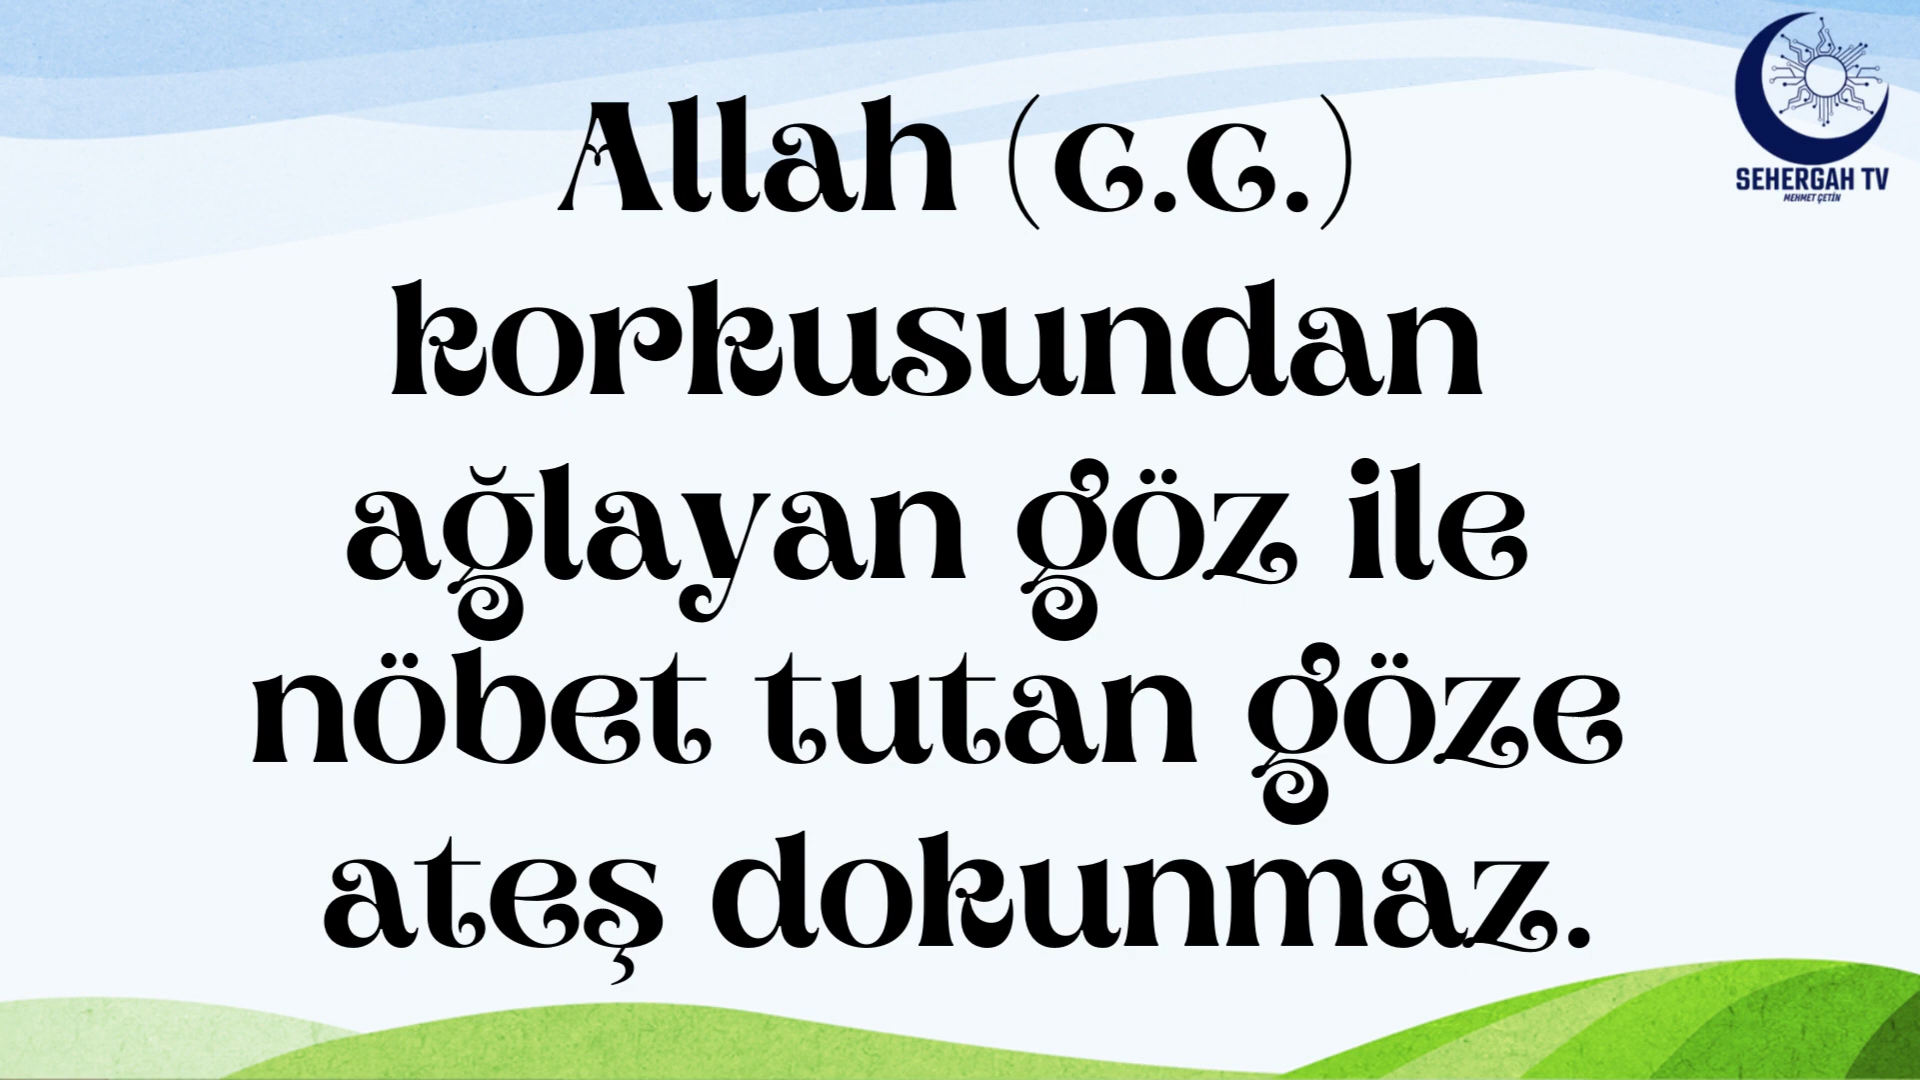 Allah (c.c.)
korkusundan
ağlayan göz ile
nöbet tutan göze
ateş dokunmaz.
SEHERGAH TV
MEHMET ÇETİN